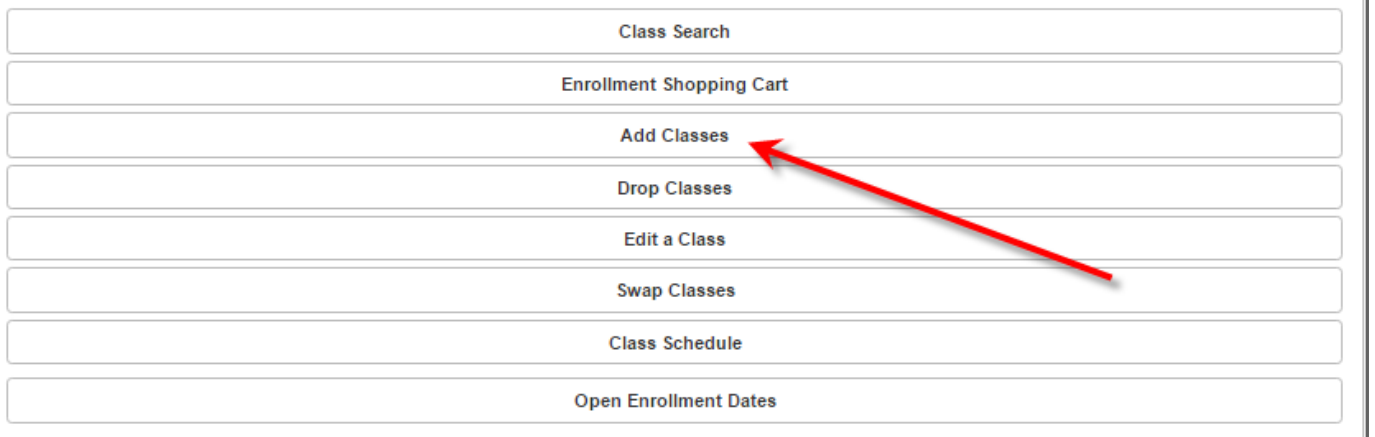 Class Search
Enrollment Shopping Cart
Add Classes
Drop Classes
Edit a Class
Swap Classes
Class Schedule
Open Enrollment Dates